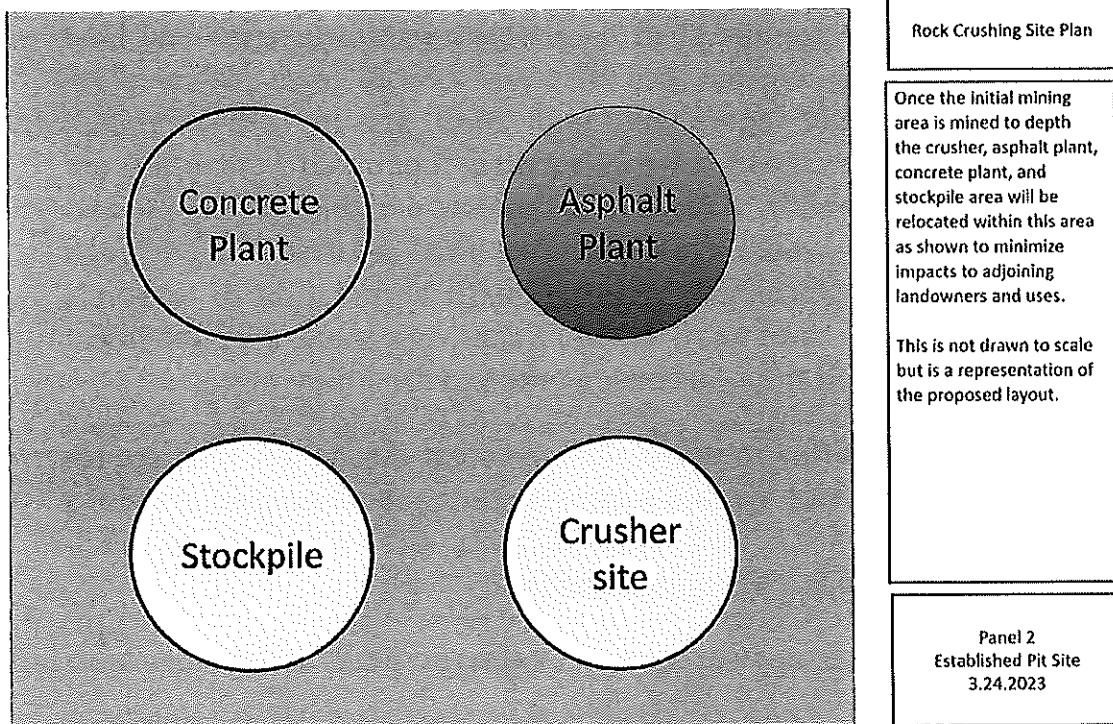 Concrete
Plant
Asphalt
Plant
Stockpile
Crusher
site
Rock Crushing Site Plan
Once the initial mining
area is mined to depth
the crusher, asphalt plant,
concrete plant, and
stockpile area will be
relocated within this area
as shown to minimize
impacts to adjoining
landowners and uses.
This is not drawn to scale
but is a representation of
the proposed layout.
Panel 2
Established Pit Site
3.24.2023